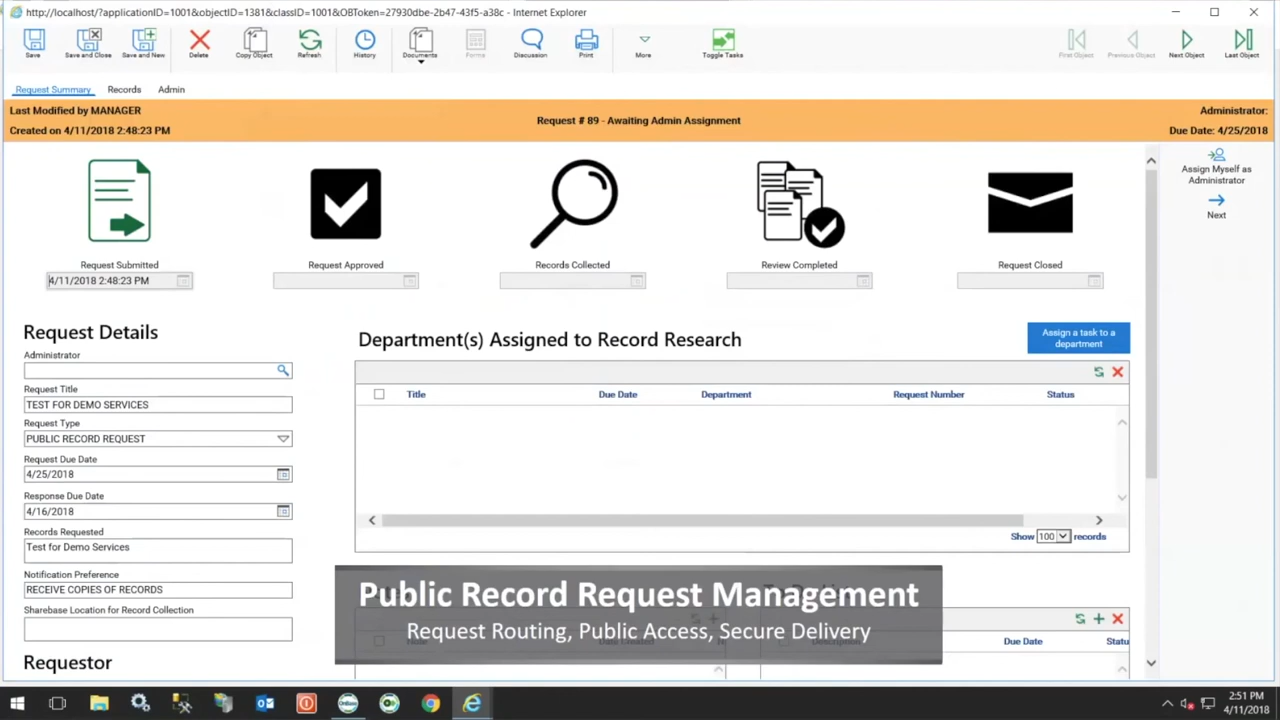 http://localhost/?applicationID=1001&objectID=1381&classID=1001&OBToken=27930dbe-2b47-43f5-a38c - Internet Explorer
Save
Save and Close
Save and New
Delete
Copy Object
Refresh
History
Documents
Forms
Discussion
Print
More
Toggle Tasks
First Object
Previous Object
Next Object
Last Object
Request Summary
Records
Admin
Last Modified by MANAGER
Created on 4/11/2018 2:48:23 PM
Request # 89 - Awaiting Admin Assignment
Administrator:
Due Date: 4/25/2018
Assign Myself as
Administrator
Next
Request Submitted
4/11/2018 2:48:23 PM
Request Approved
Records Collected
Review Completed
Request Closed
Request Details
Administrator
Request Title
TEST FOR DEMO SERVICES
Request Type
PUBLIC RECORD REQUEST
Request Due Date
4/25/2018
Response Due Date
4/16/2018
Records Requested
Test for Demo Services
Notification Preference
RECEIVE COPIES OF RECORDS
Sharebase Location for Record Collection
Requestor
Department(s) Assigned to Record Research
Assign a task to a
department
Title
Due Date
Department
Request Number
Status
Show 100 records
Public Record Request Management
Request Routing, Public Access, Secure Delivery
Due Date
Statu
2:51 PM
4/11/2018